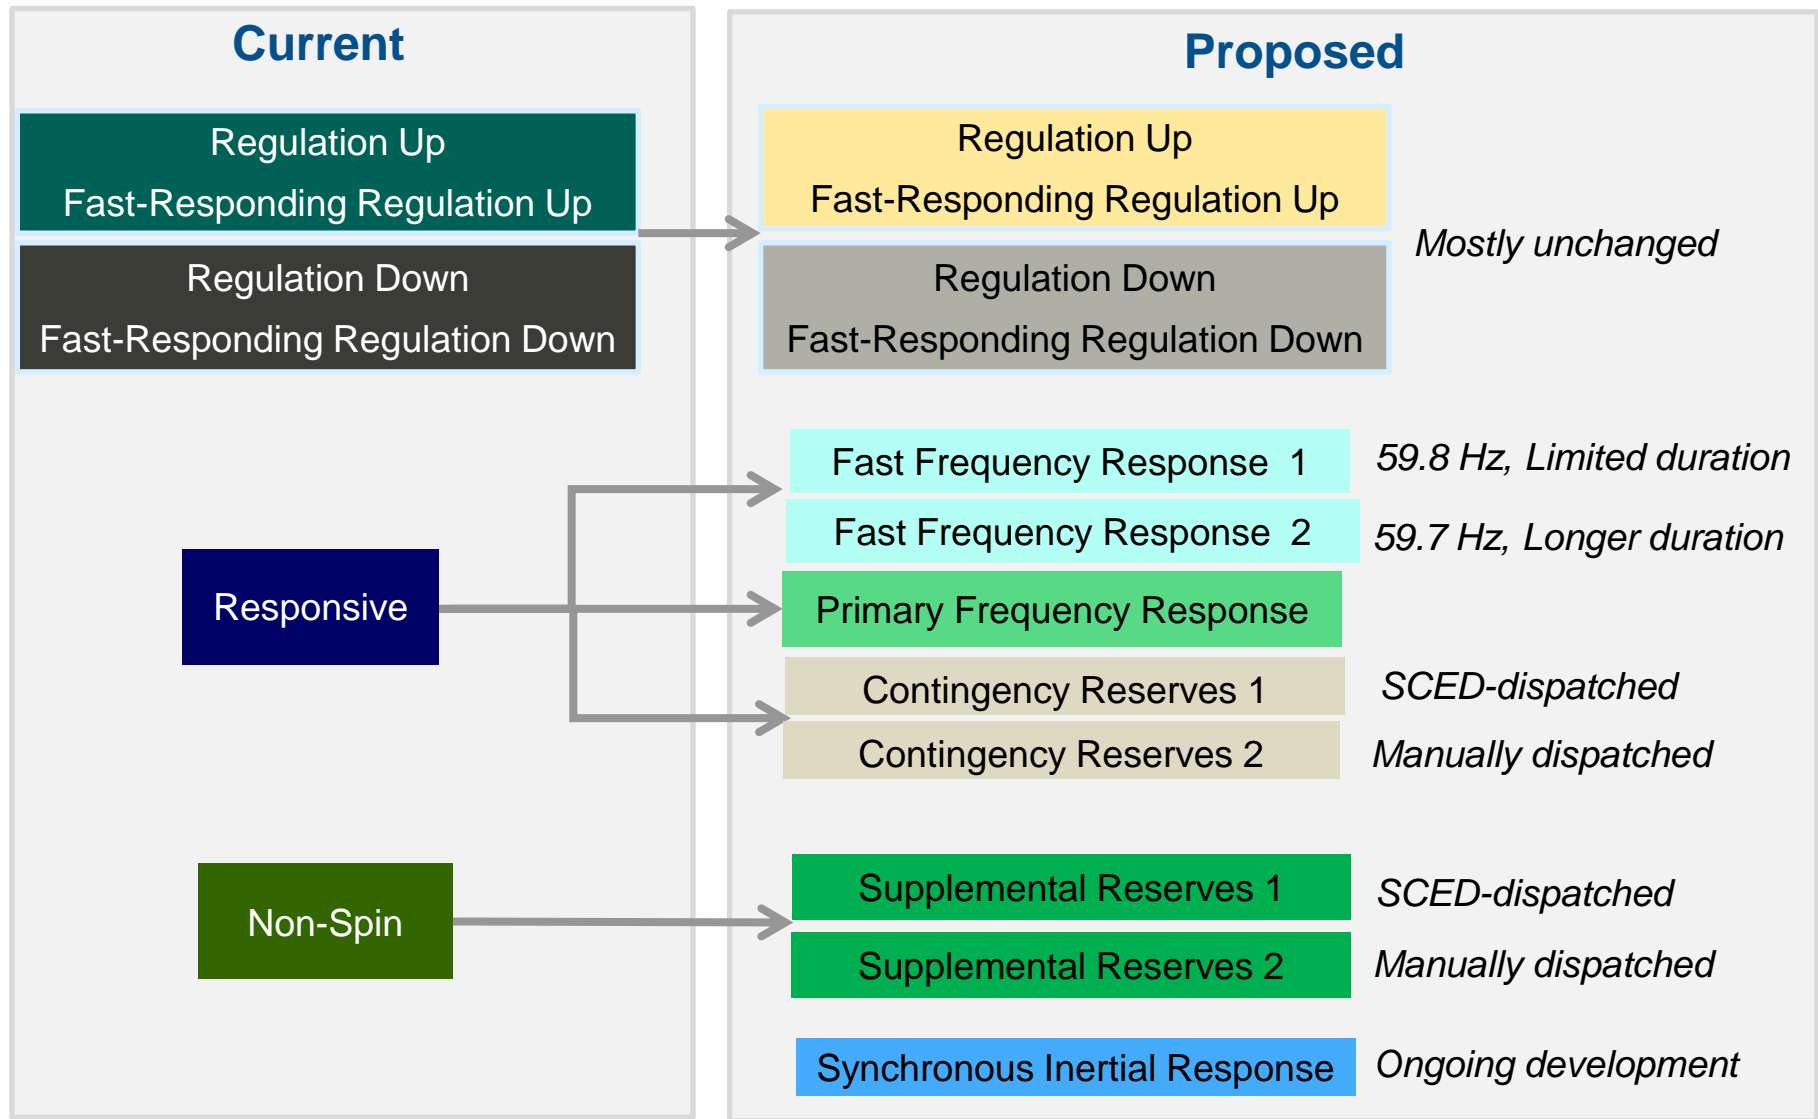 Current
Regulation Up
Fast-Responding Regulation Up
Regulation Down
Fast-Responding Regulation Down
Responsive
Non-Spin
Proposed
Regulation Up
Fast-Responding Regulation Up
Regulation Down
Fast-Responding Regulation Down
Mostly unchanged
Fast Frequency Response 1
59.8 Hz, Limited duration
Fast Frequency Response 2
59.7 Hz, Longer duration
Primary Frequency Response
Contingency Reserves 1
SCED-dispatched
Contingency Reserves 2
Manually dispatched
Supplemental Reserves 1
SCED-dispatched
Supplemental Reserves 2
Manually dispatched
Synchronous Inertial Response
Ongoing development